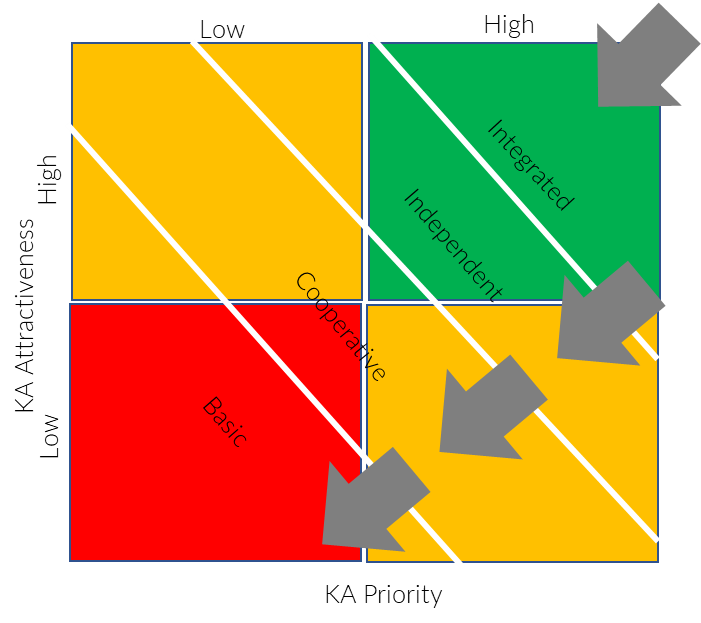 Low
High
KA Attractiveness
High
Low
Integrated
Independent
Cooperative
Basic
KA Priority